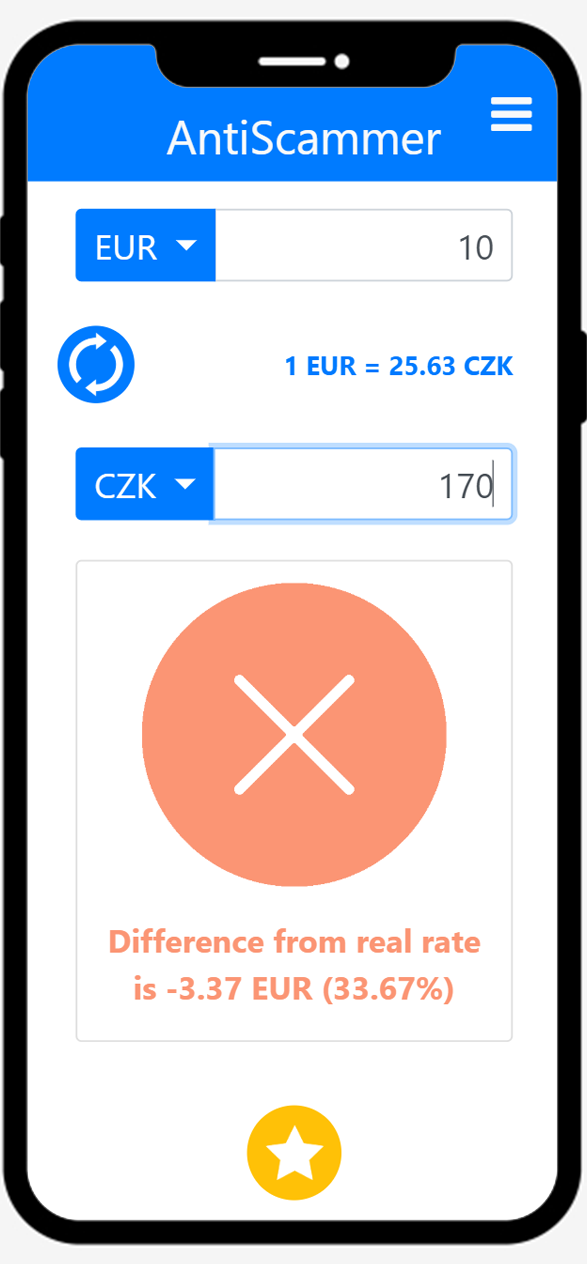 AntiScammer
EUR
10
1 EUR = 25.63 CZK
CZK
170
Difference from real rate
is -3.37 EUR (33.67%)